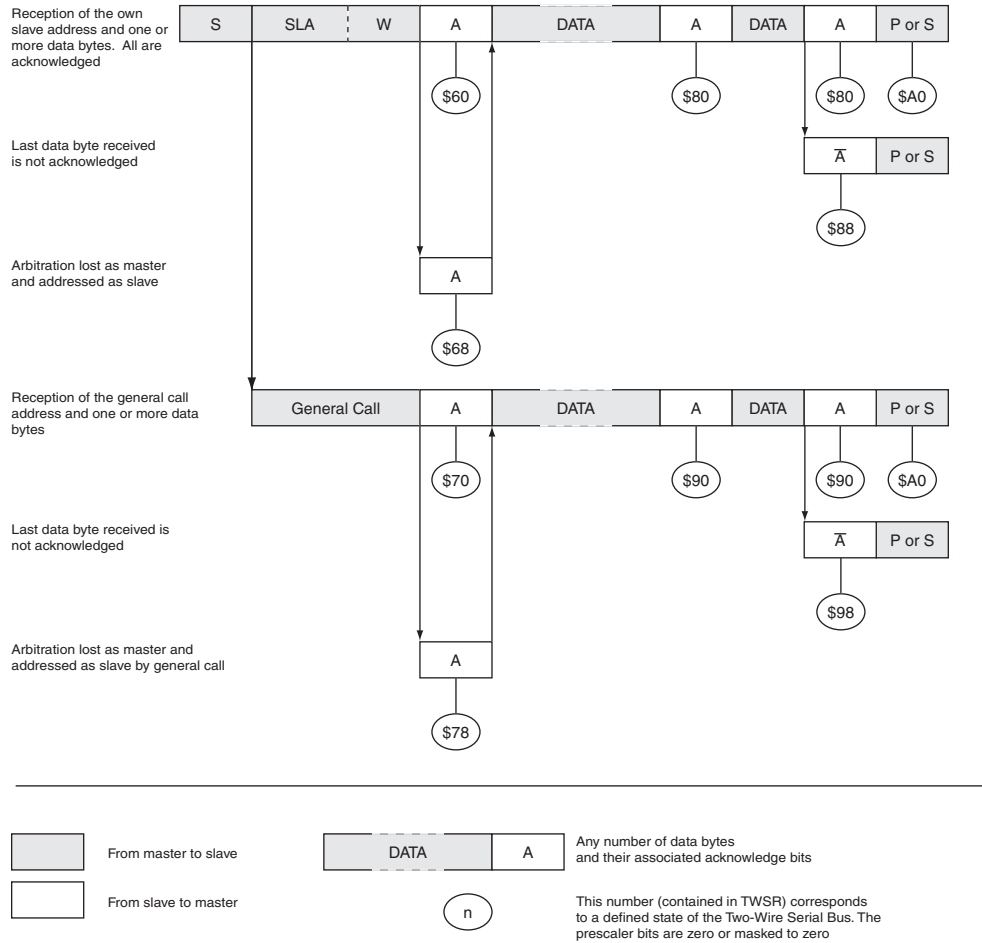 Reception of the own
slave address and one or
more data bytes. All are
acknowledged
S SLA W A DATA A DATA A P or S
$60 $80 $80 $A0
Last data byte received
is not acknowledged
A̅ P or S
$88
Arbitration lost as master
and addressed as slave
A
$68
Reception of the general call
address and one or more data
bytes
General Call A DATA A DATA A P or S
$70 $90 $90 $A0
Last data byte received is
not acknowledged
A̅ P or S
$98
Arbitration lost as master and
addressed as slave by general call
A
$78
From master to slave
DATA A
Any number of data bytes
and their associated acknowledge bits
From slave to master
n
This number (contained in TWSR) corresponds
to a defined state of the Two-Wire Serial Bus. The
prescaler bits are zero or masked to zero